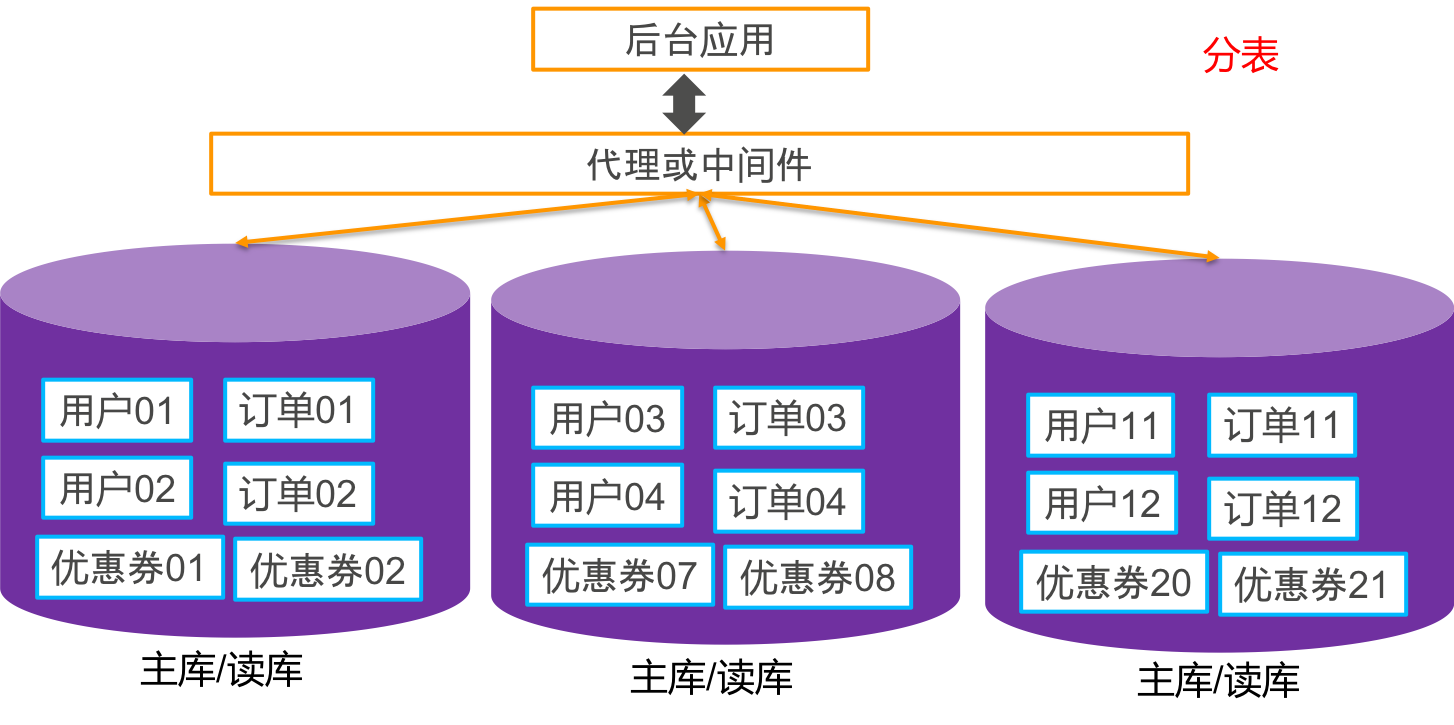 后台应用
分表
代理或中间件
用户01
订单01
用户02
订单02
优惠券01
优惠券02
主库/读库
用户03
订单03
用户04
订单04
优惠券07
优惠券08
主库/读库
用户11
订单11
用户12
订单12
优惠券20
优惠券21
主库/读库